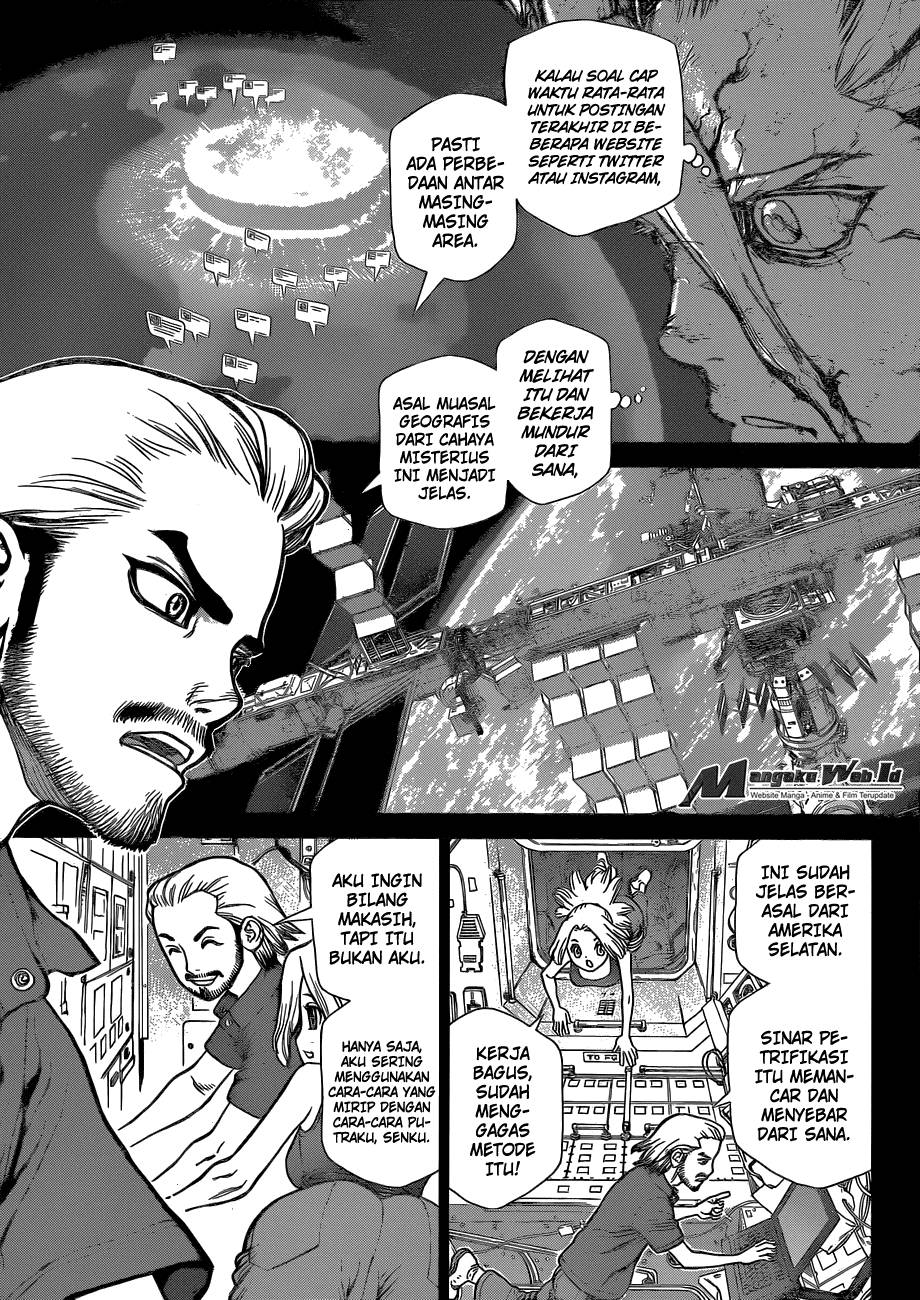 KALAU SOAL CAP
WAKTU RATA-RATA
UNTUK POSTINGAN
TERAKHIR DI BE-
BERAPA WEBSITE
SEPERTI TWITTER
ATAU INSTAGRAM,
PASTI
ADA PERBE-
DAAN ANTAR
MASING-
MASING
AREA.
DENGAN
MELIHAT
ITU DAN
BEKERJA
MUNDUR
DARI
SANA,
ASAL MUASAL
GEOGRAFIS
DARI CAHAYA
MISTERIUS
INI MENJADI
JELAS.
Mangaku Web.Id
Website Manga - Anime & Film Terupdate
INI SUDAH
JELAS BER-
ASAL DARI
AMERIKA
SELATAN.
SINAR PE-
TRIFIKASI
ITU MEMAN-
CAR DAN
MENYEBAR
DARI SANA.
KERJA
BAGUS,
SUDAH
MENG-
GAGAS
METODE
ITU!
AKU INGIN
BILANG
MAKASIH,
TAPI ITU
BUKAN AKU.
HANYA SAJA,
AKU SERING
MENGGUNAKAN
CARA-CARA YANG
MIRIP DENGAN
CARA-CARA PU-
TRAKU, SENKU.